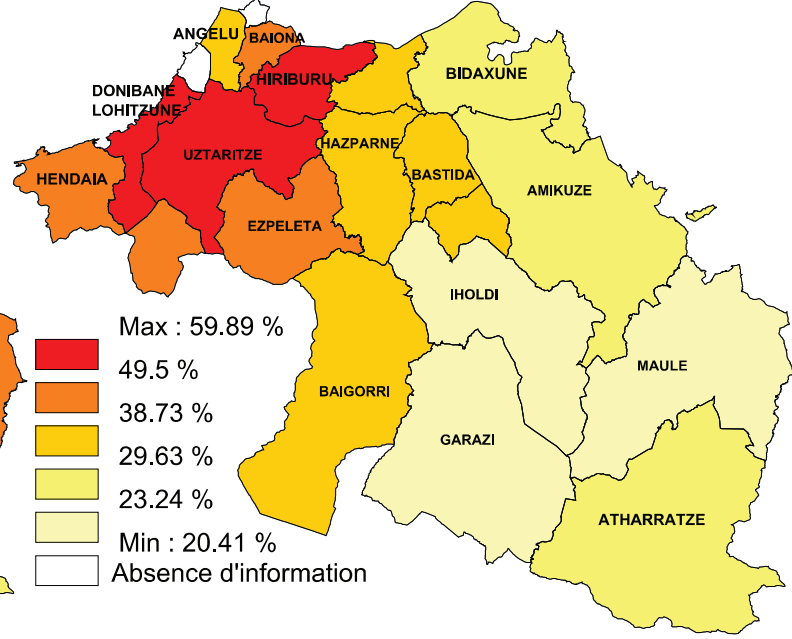 ANGELU
BAIONA
BIDAXUNE
HIRIBURU
DONIBANE
LOHITZUNE
HAZPARNE
UZTARITZE
BASTIDA
HENDAIA
AMIKUZE
EZPELETA
IHOLDI
MAULE
BAIGORRI
GARAZI
ATHARRATZE
Max : 59.89 %
49.5 %
38.73 %
29.63 %
23.24 %
Min : 20.41 %
Absence d'information